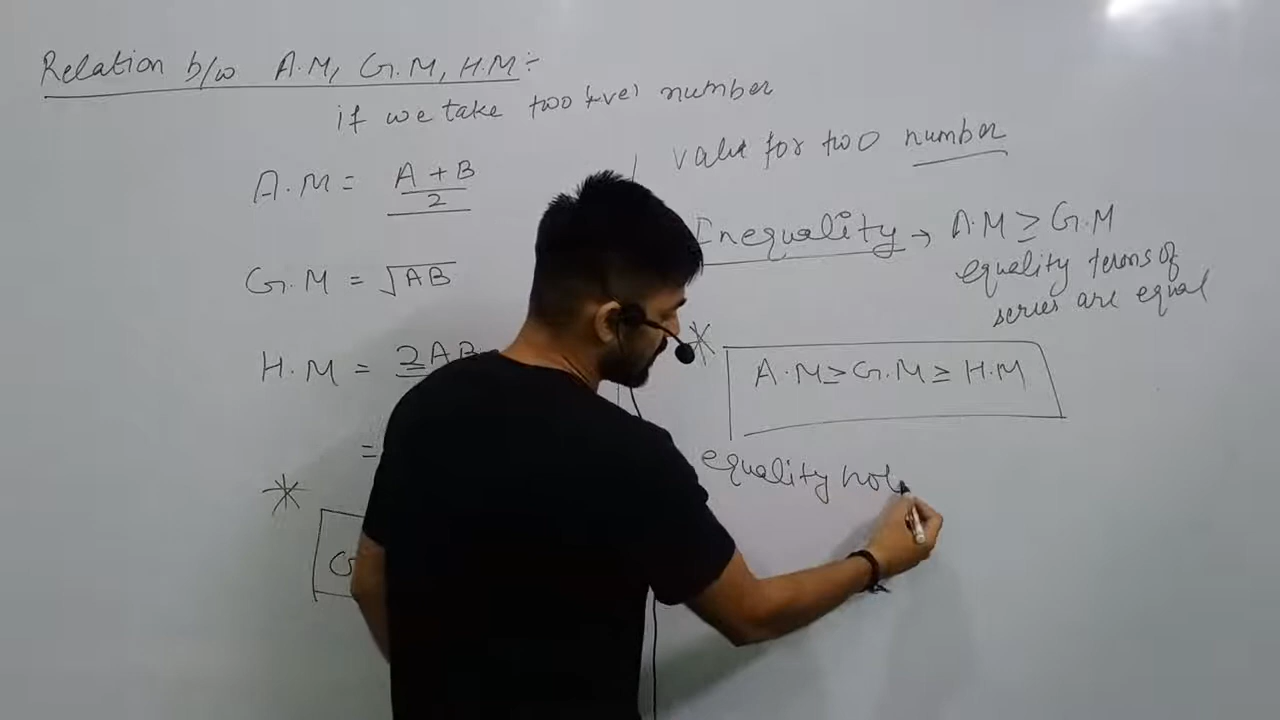 Relation b/w A.M, G.M, H.M :-
if we take two +ve number
A.M = A + B / 2
G.M = √AB
H.M = 2AB
=
G
for two number
Inequality → A.M ≥ G.M
equality terms of
series are equal
A.M ≥ G.M ≥ H.M
equality hol